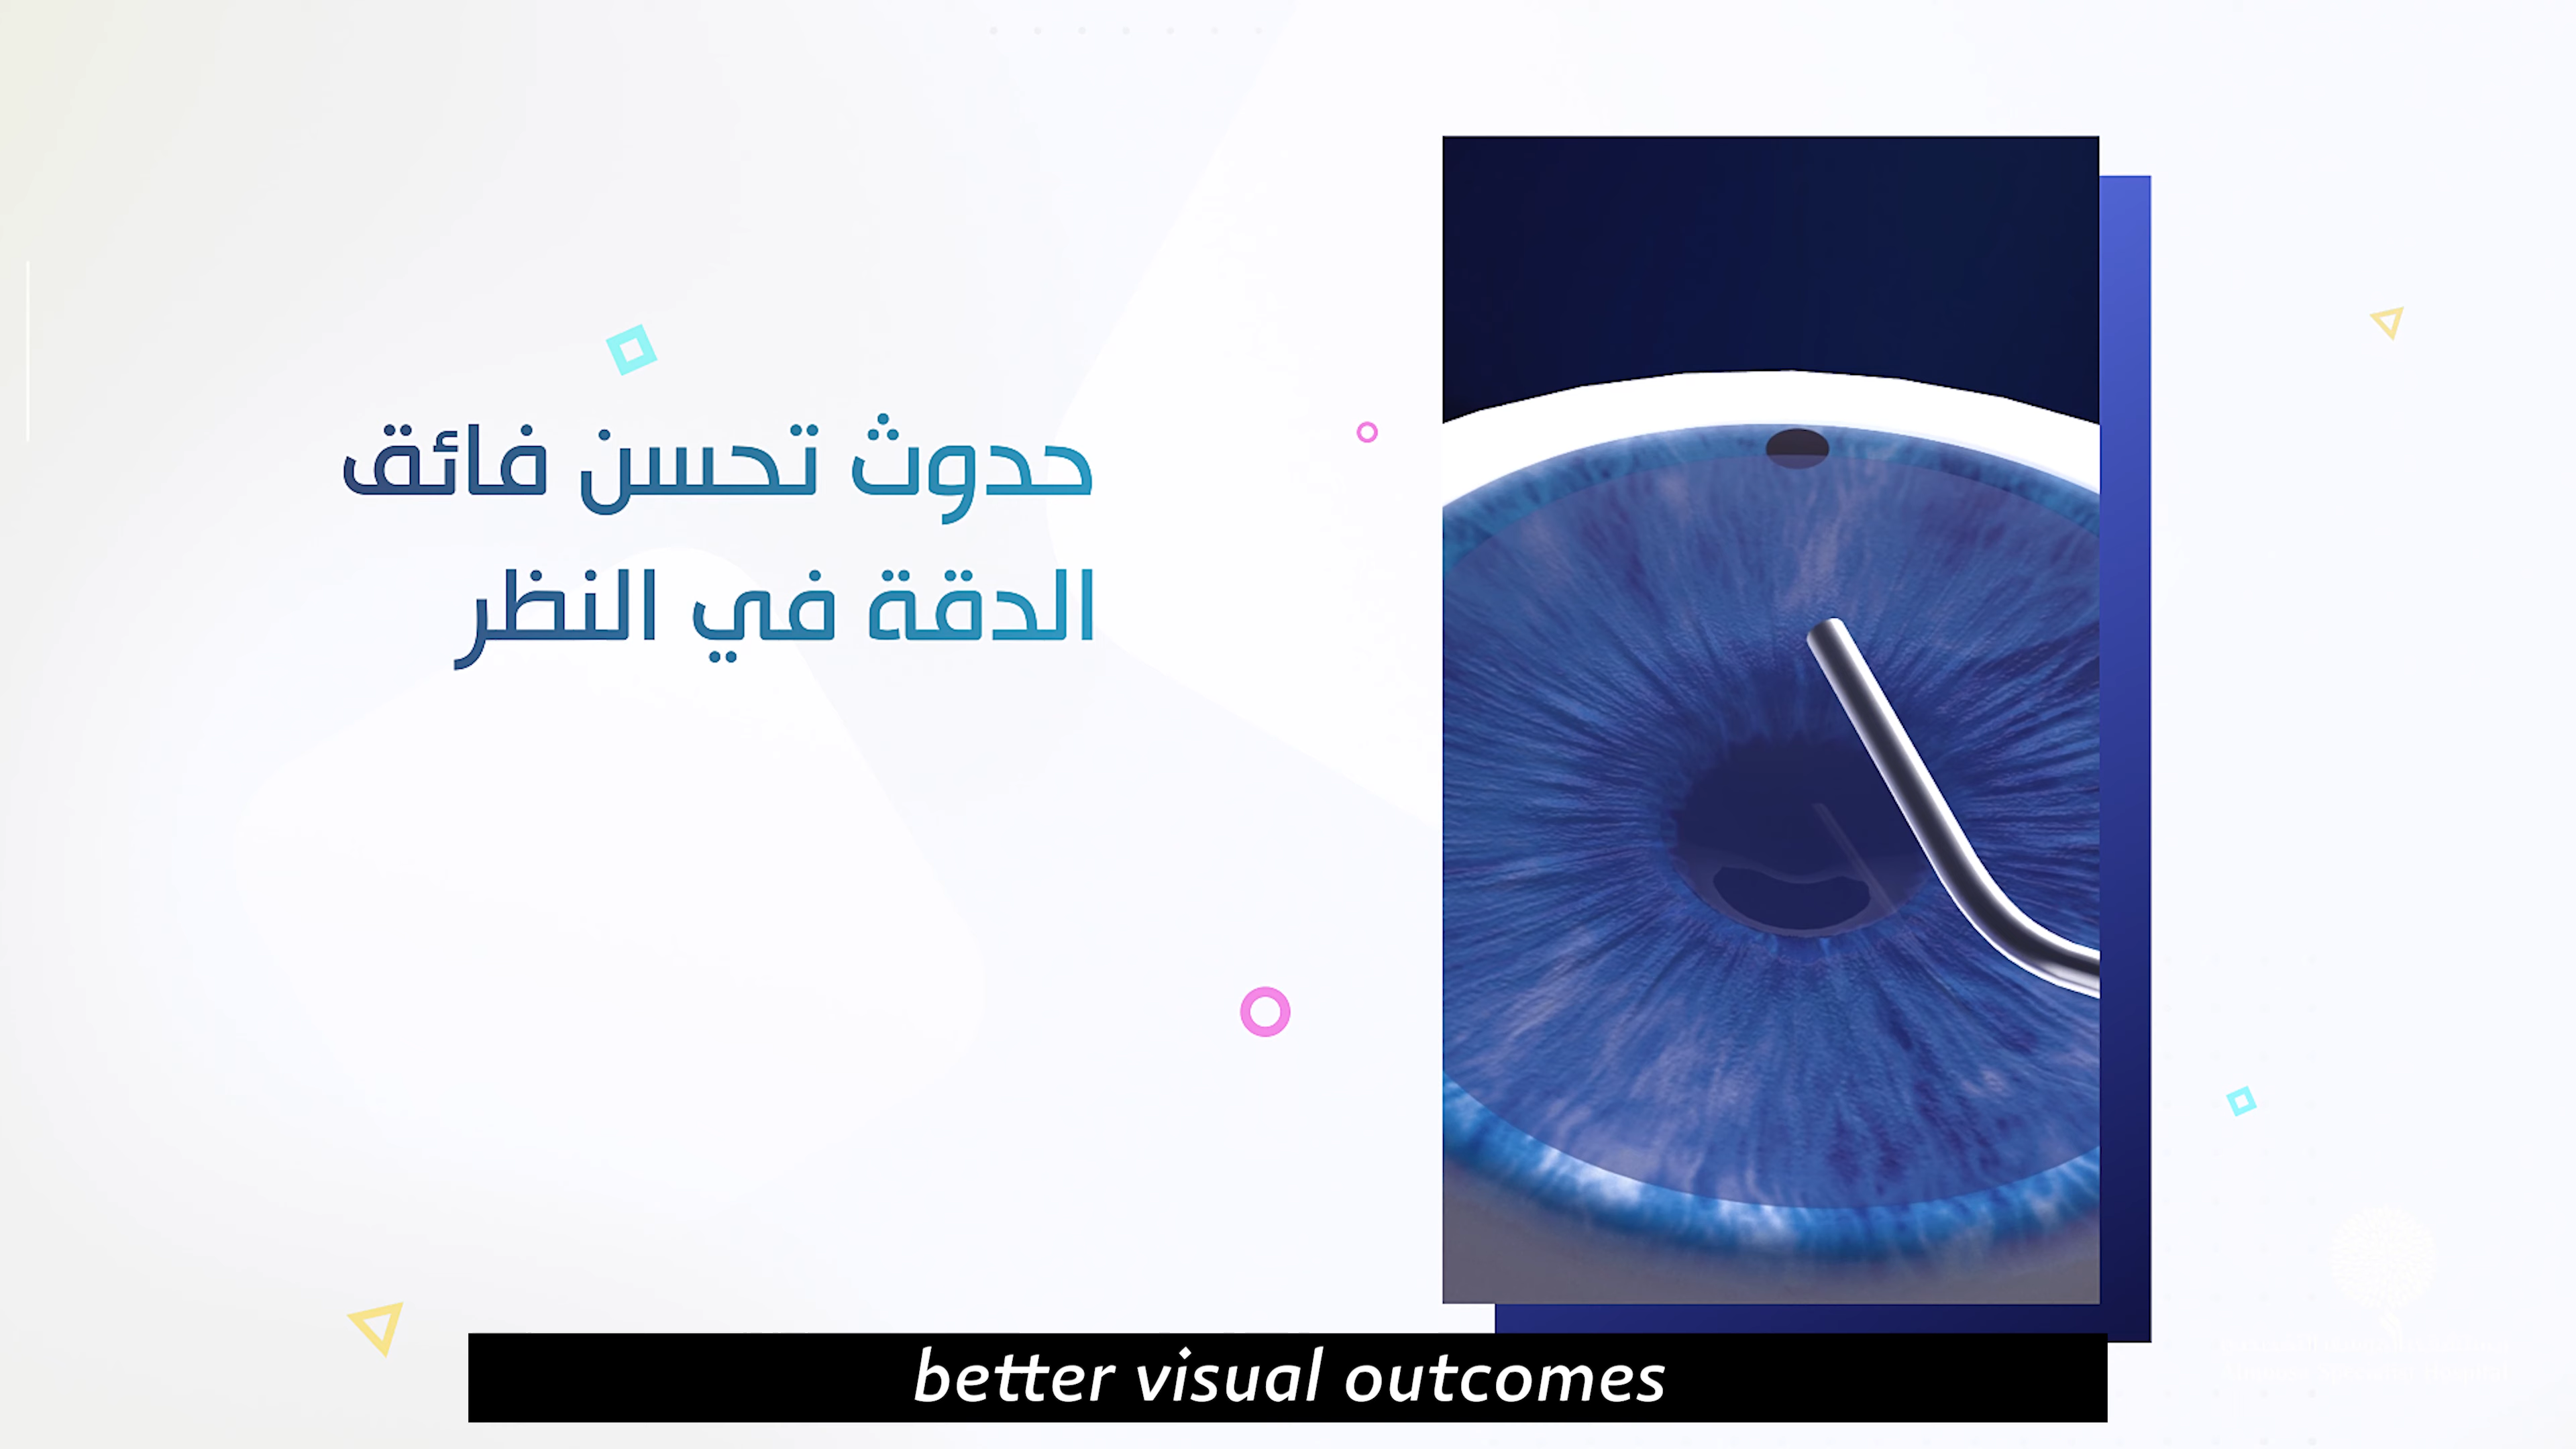 حدوث تحسن فائق
الدقة في النظر
better visual outcomes